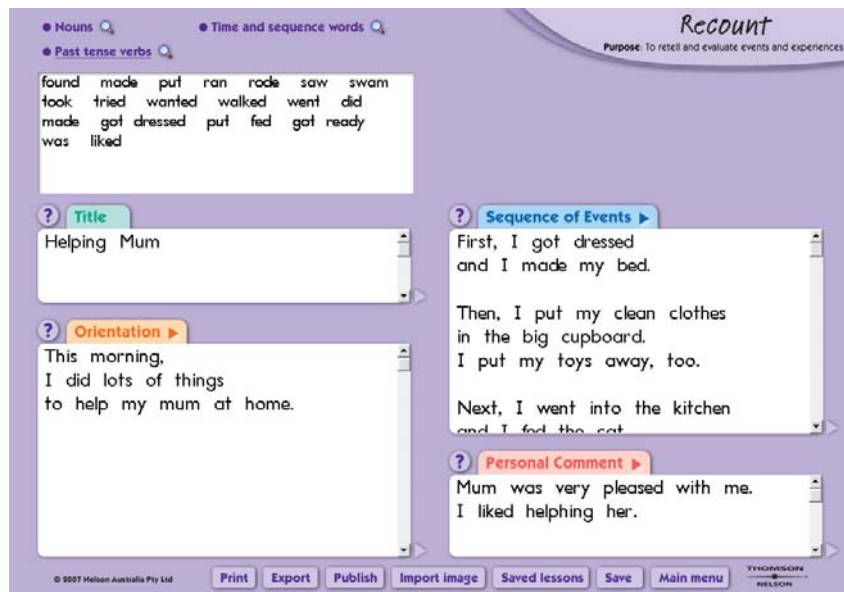 Nouns
Time and sequence words
Past tense verbs
Recount
Purpose: To retell and evaluate events and experiences
found made put ran rode saw swam
took tried wanted walked went did
made got dressed put fed got ready
was liked
? Title
Helping Mum
? Orientation
This morning,
I did lots of things
to help my mum at home.
? Sequence of Events
First, I got dressed
and I made my bed.
Then, I put my clean clothes
in the big cupboard.
I put my toys away, too.
Next, I went into the kitchen
and I fed the cat
? Personal Comment
Mum was very pleased with me.
I liked helphing her.
© 2007 Nelson Australia Pty Ltd
Print
Export
Publish
Import image
Saved lessons
Save
Main menu
THOMSON
NELSON